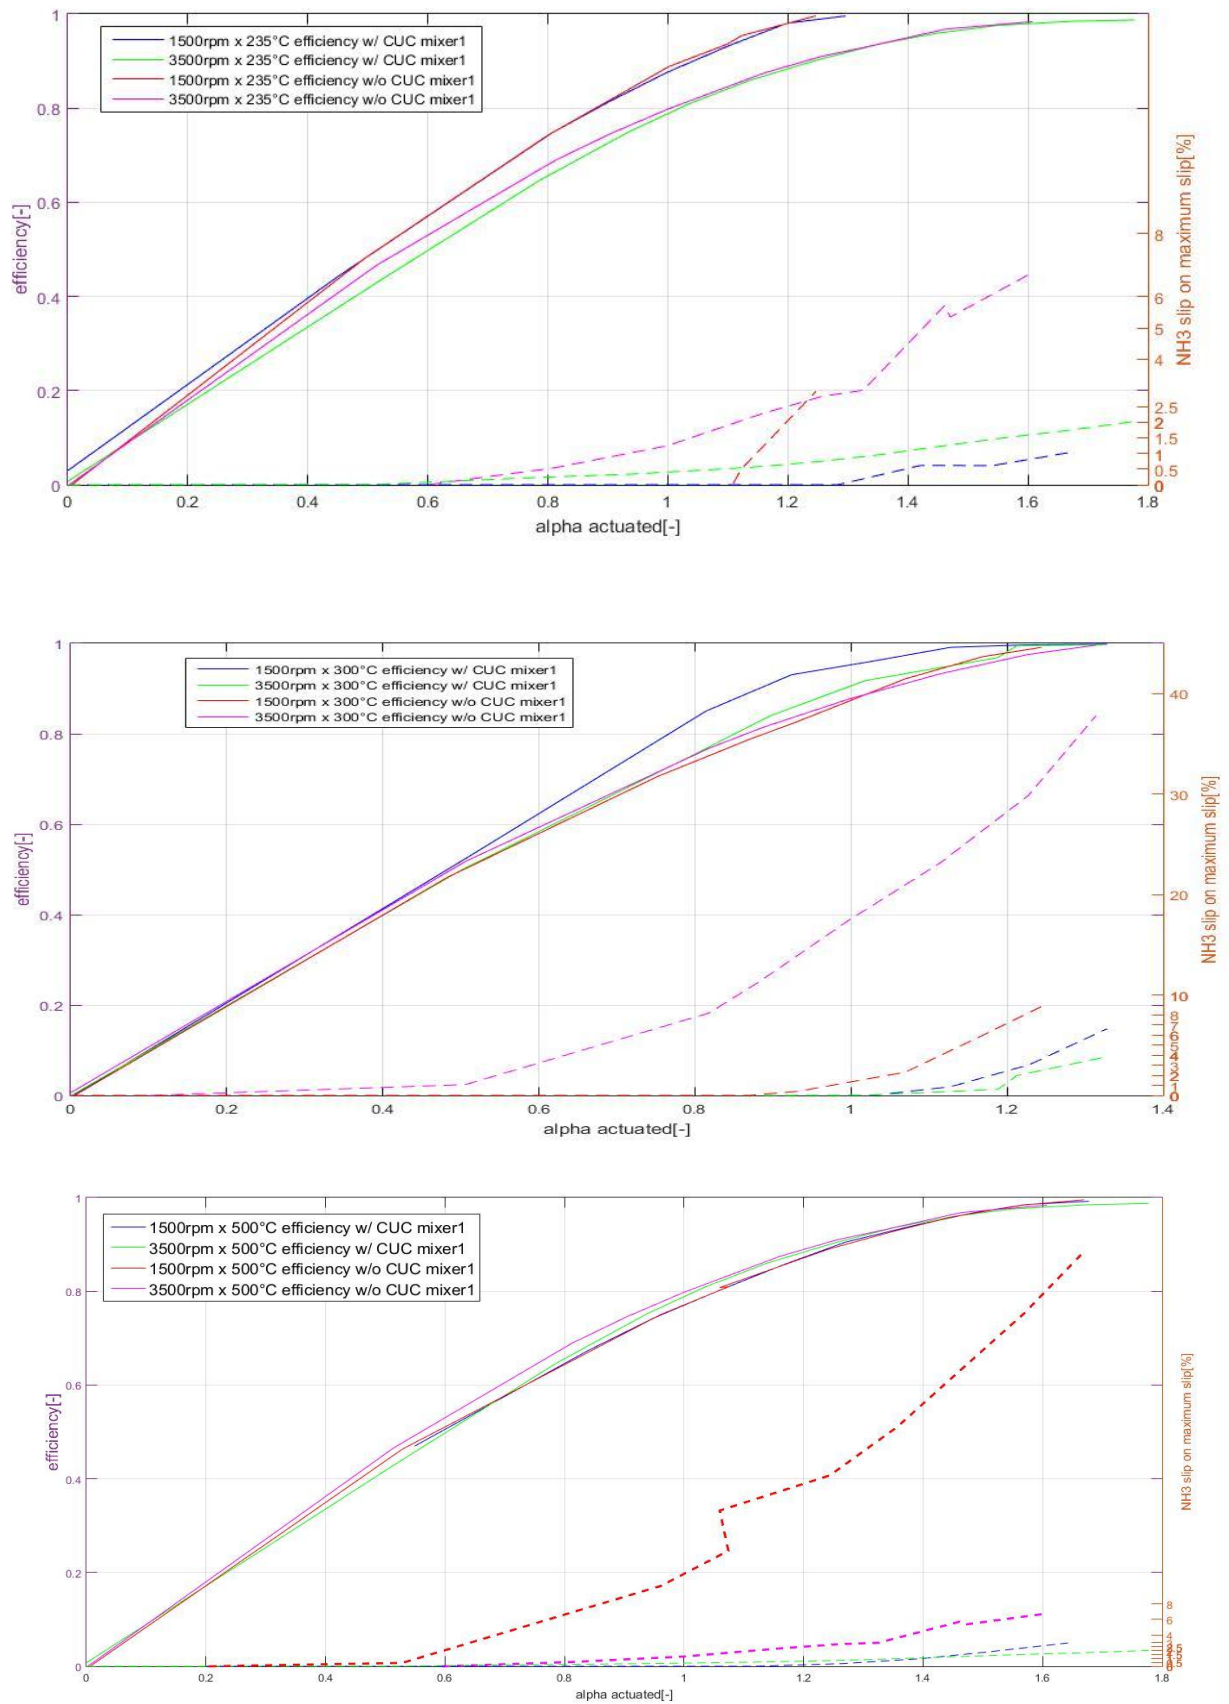 1
1500rpm x 235°C efficiency w/ CUC mixer1
3500rpm x 235°C efficiency w/ CUC mixer1
1500rpm x 235°C efficiency w/o CUC mixer1
3500rpm x 235°C efficiency w/o CUC mixer1
0.8
0.6
0.4
0.2
0
efficiency[-]
8
6
5
4
2.5
2
1.5
1
0.5
0
NH3 slip on maximum slip[%]
0 0.2 0.4 0.6 0.8 1 1.2 1.4 1.6 1.8
alpha actuated[-]
1
1500rpm x 300°C efficiency w/ CUC mixer1
3500rpm x 300°C efficiency w/ CUC mixer1
1500rpm x 300°C efficiency w/o CUC mixer1
3500rpm x 300°C efficiency w/o CUC mixer1
0.8
0.6
0.4
0.2
0
efficiency[-]
40
30
20
10
8
7
4
3
2
1
0
NH3 slip on maximum slip[%]
0 0.2 0.4 0.6 0.8 1 1.2 1.4
alpha actuated[-]
1
1500rpm x 500°C efficiency w/ CUC mixer1
3500rpm x 500°C efficiency w/ CUC mixer1
1500rpm x 500°C efficiency w/o CUC mixer1
3500rpm x 500°C efficiency w/o CUC mixer1
0.8
0.6
0.4
0.2
0
efficiency[-]
8
6
NH3 slip on maximum slip[%]
0 0.2 0.4 0.6 0.8 1 1.2 1.4 1.6 1.8
alpha actuated[-]